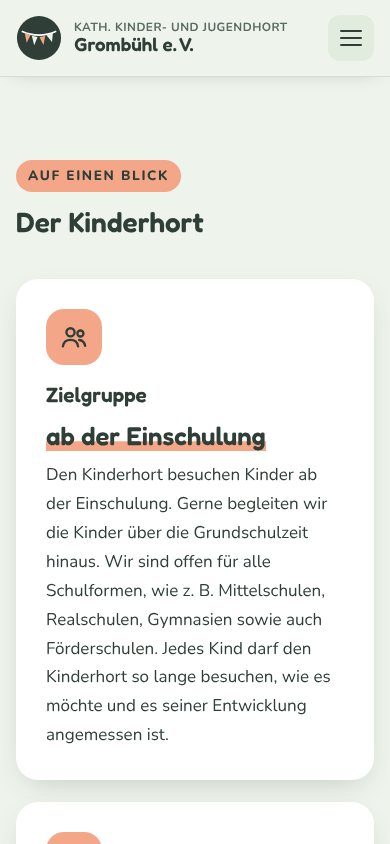 KATH. KINDER- UND JUGENDHORT
Grombühl e. V.
AUF EINEN BLICK
Der Kinderhort
Zielgruppe
ab der Einschulung
Den Kinderhort besuchen Kinder ab
der Einschulung. Gerne begleiten wir
die Kinder über die Grundschulzeit
hinaus. Wir sind offen für alle
Schulformen, wie z. B. Mittelschulen,
Realschulen, Gymnasien sowie auch
Förderschulen. Jedes Kind darf den
Kinderhort so lange besuchen, wie es
möchte und es seiner Entwicklung
angemessen ist.